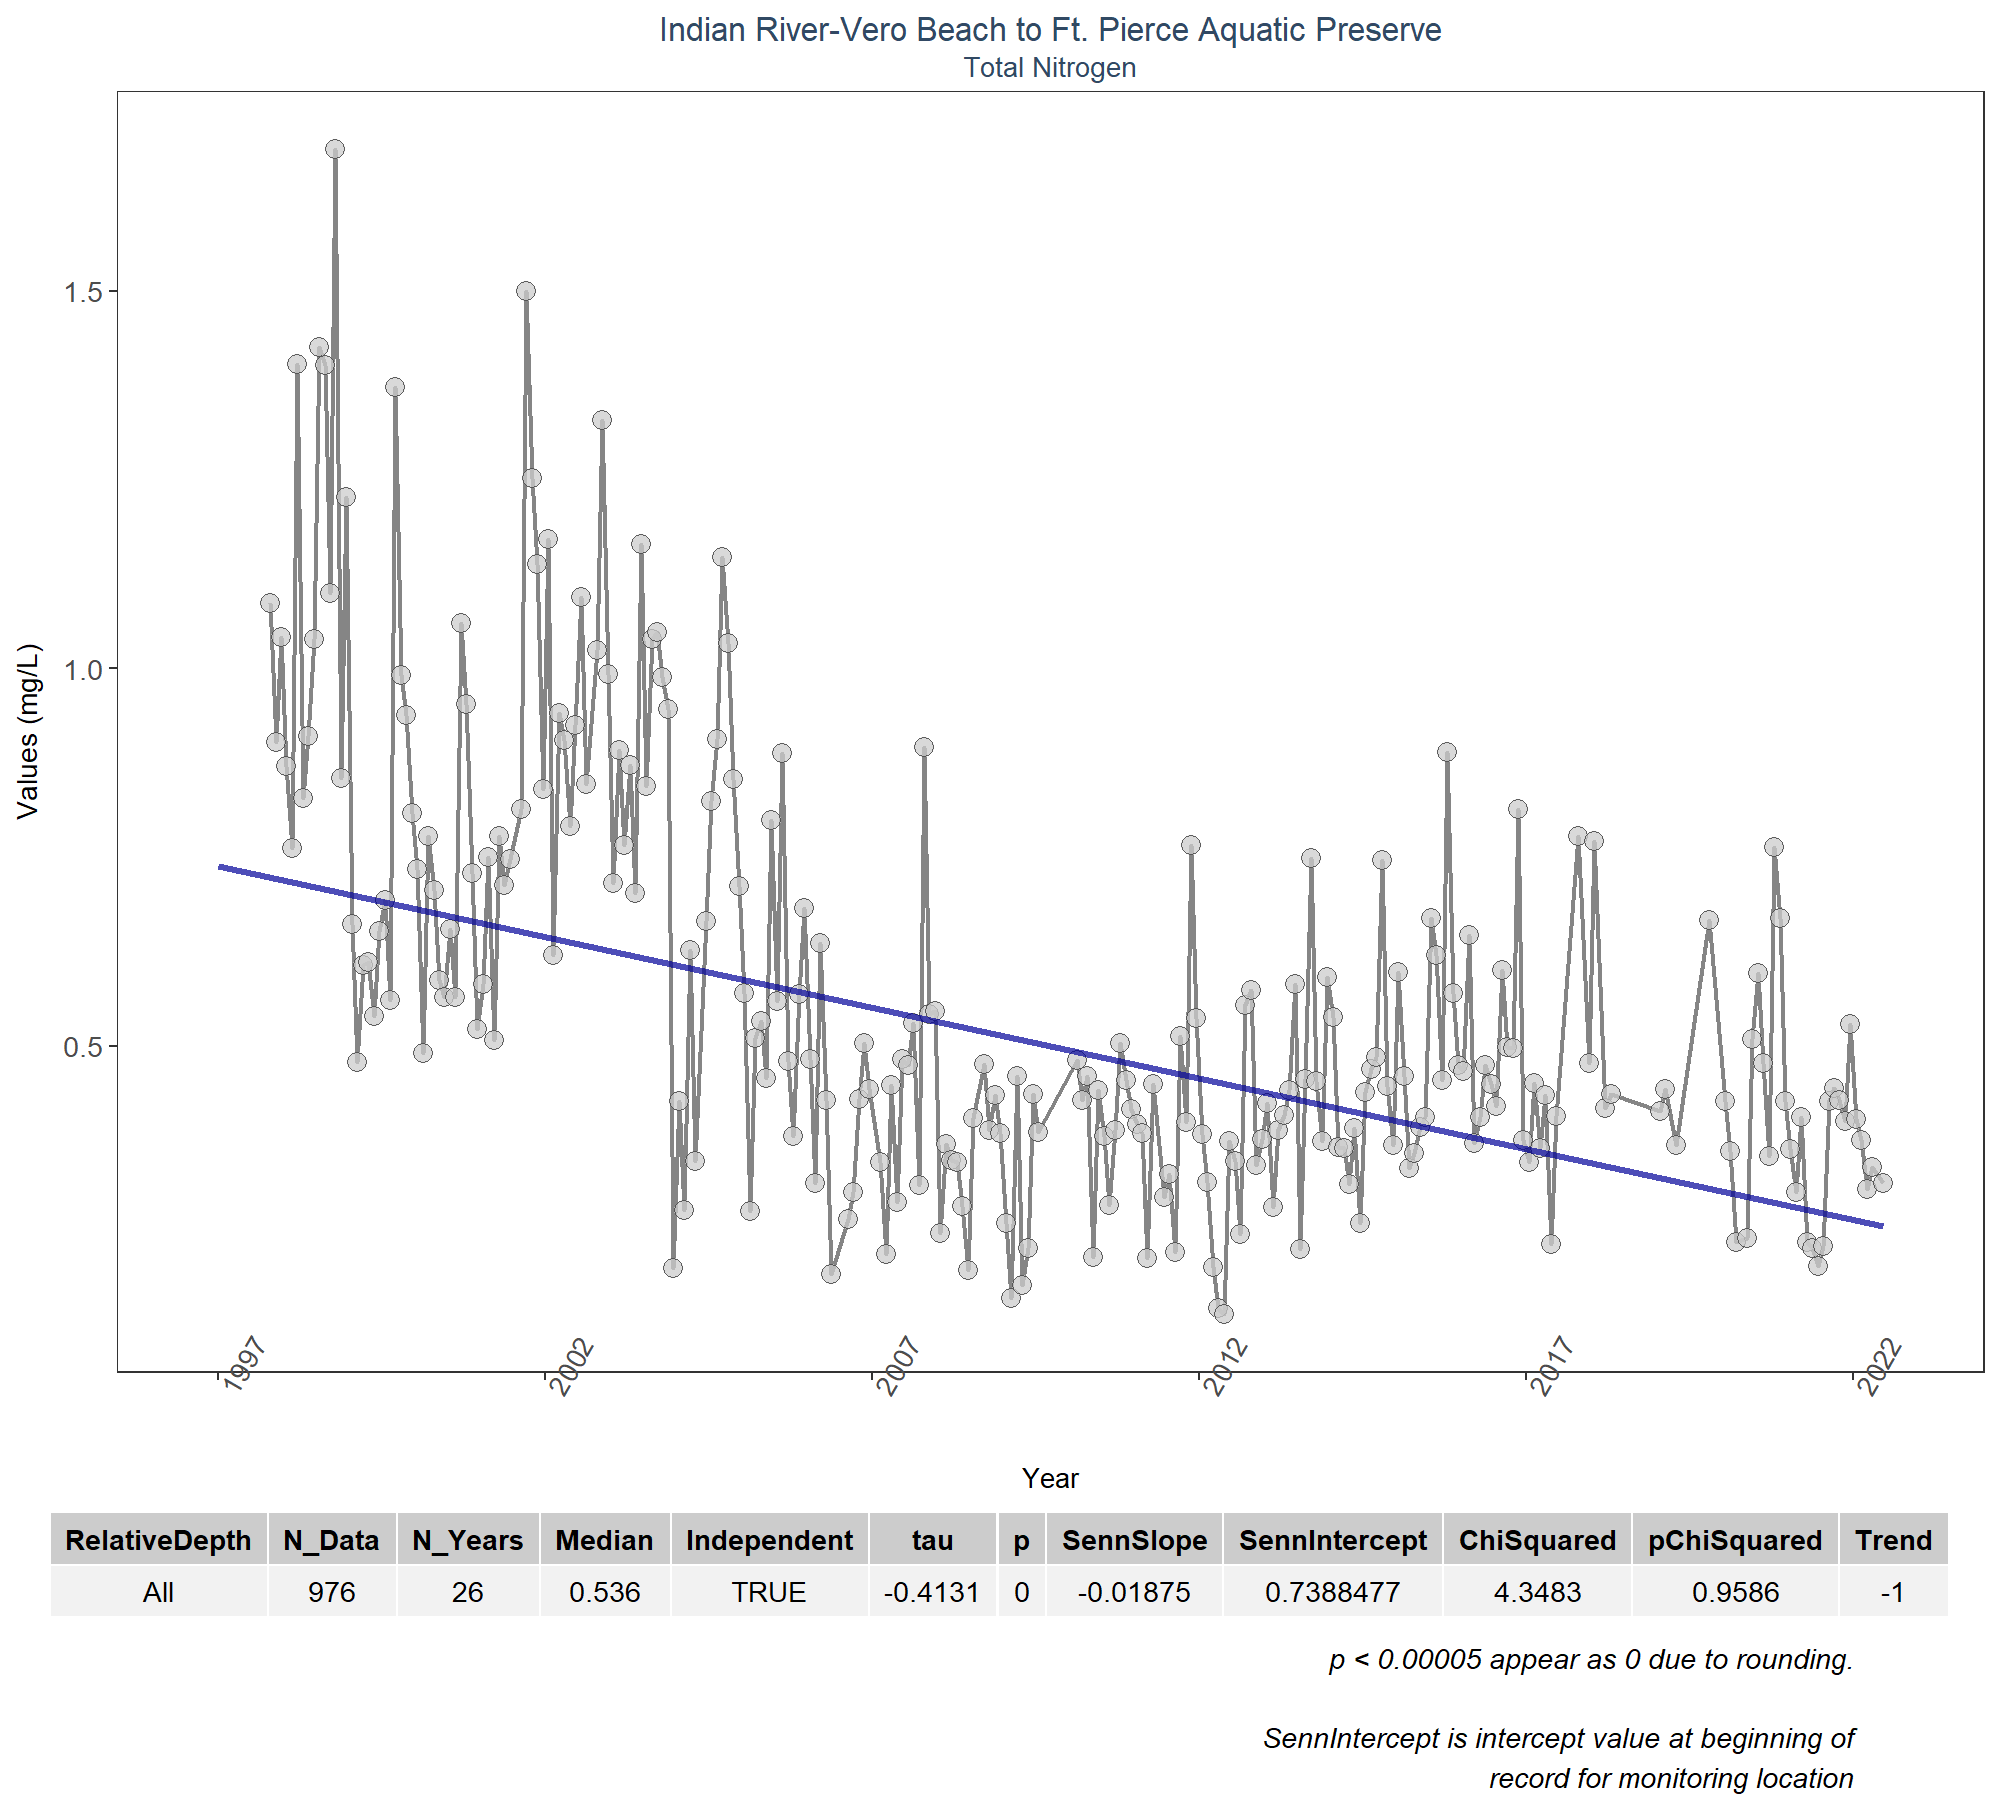 Indian River-Vero Beach to Ft. Pierce Aquatic Preserve
Total Nitrogen
Values (mg/L)
1.5
1.0
0.5
1997 2002 2007 2012 2017 2022
Year
RelativeDepth N_Data N_Years Median Independent tau p SennSlope SennIntercept ChiSquared pChiSquared Trend
All 976 26 0.536 TRUE -0.4131 0 -0.01875 0.7388477 4.3483 0.9586 -1
p < 0.00005 appear as 0 due to rounding.
SennIntercept is intercept value at beginning of
record for monitoring location